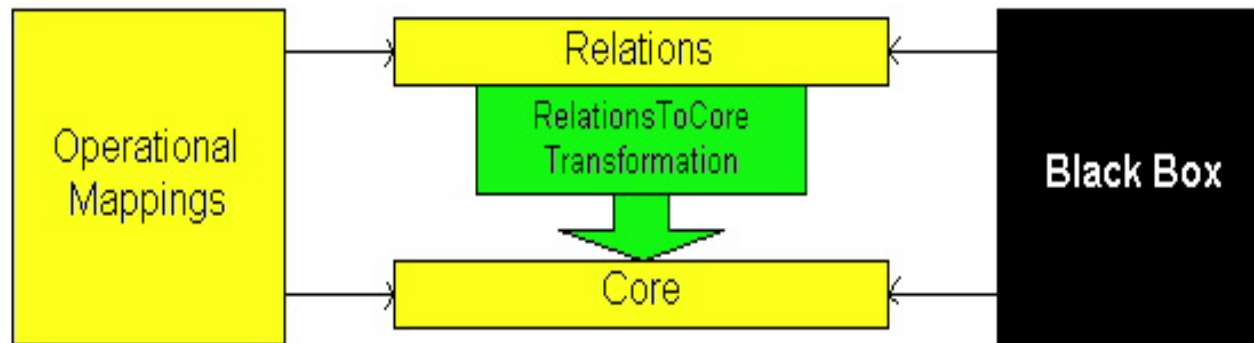 Relations
RelationsToCore
Transformation
Operational
Mappings
Black Box
Core